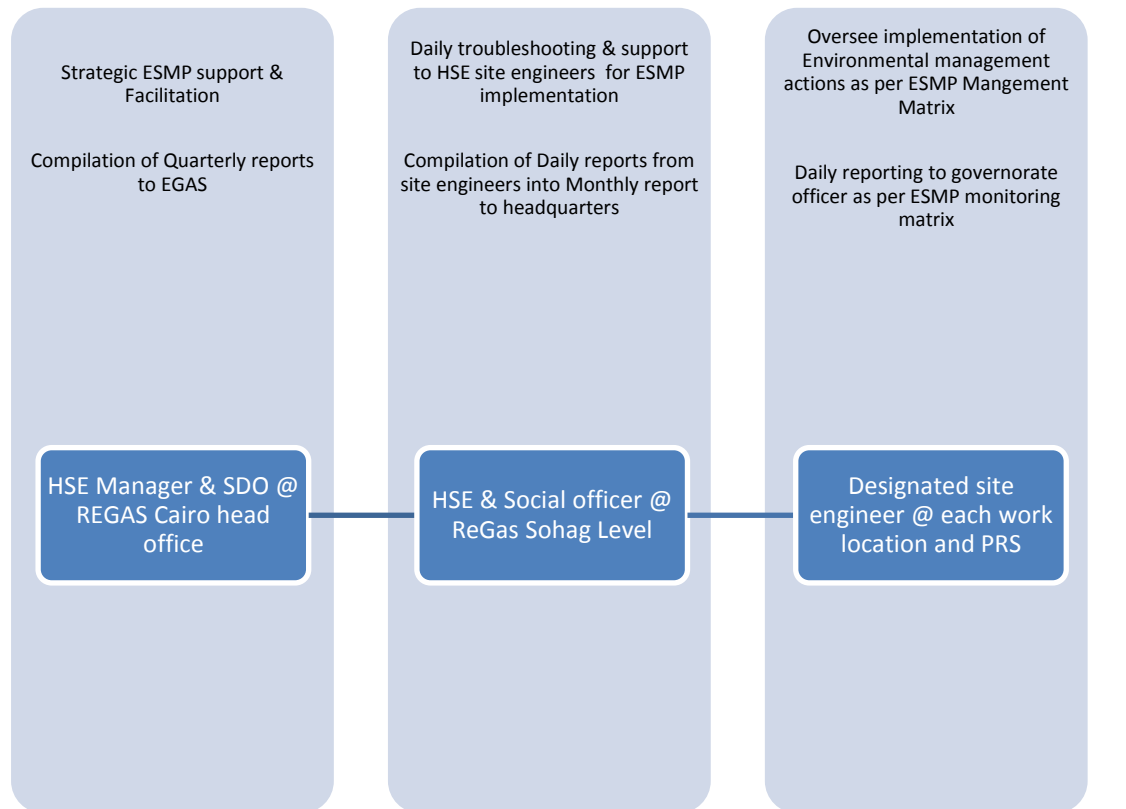 Strategic ESMP support &
Facilitation
Compilation of Quarterly reports
to EGAS
HSE Manager & SDO @
REGAS Cairo head
office
Daily troubleshooting & support
to HSE site engineers for ESMP
implementation
Compilation of Daily reports from
site engineers into Monthly report
to headquarters
HSE & Social officer @
ReGas Sohag Level
Oversee implementation of
Environmental management
actions as per ESMP Mangement
Matrix
Daily reporting to governorate
officer as per ESMP monitoring
matrix
Designated site
engineer @ each work
location and PRS